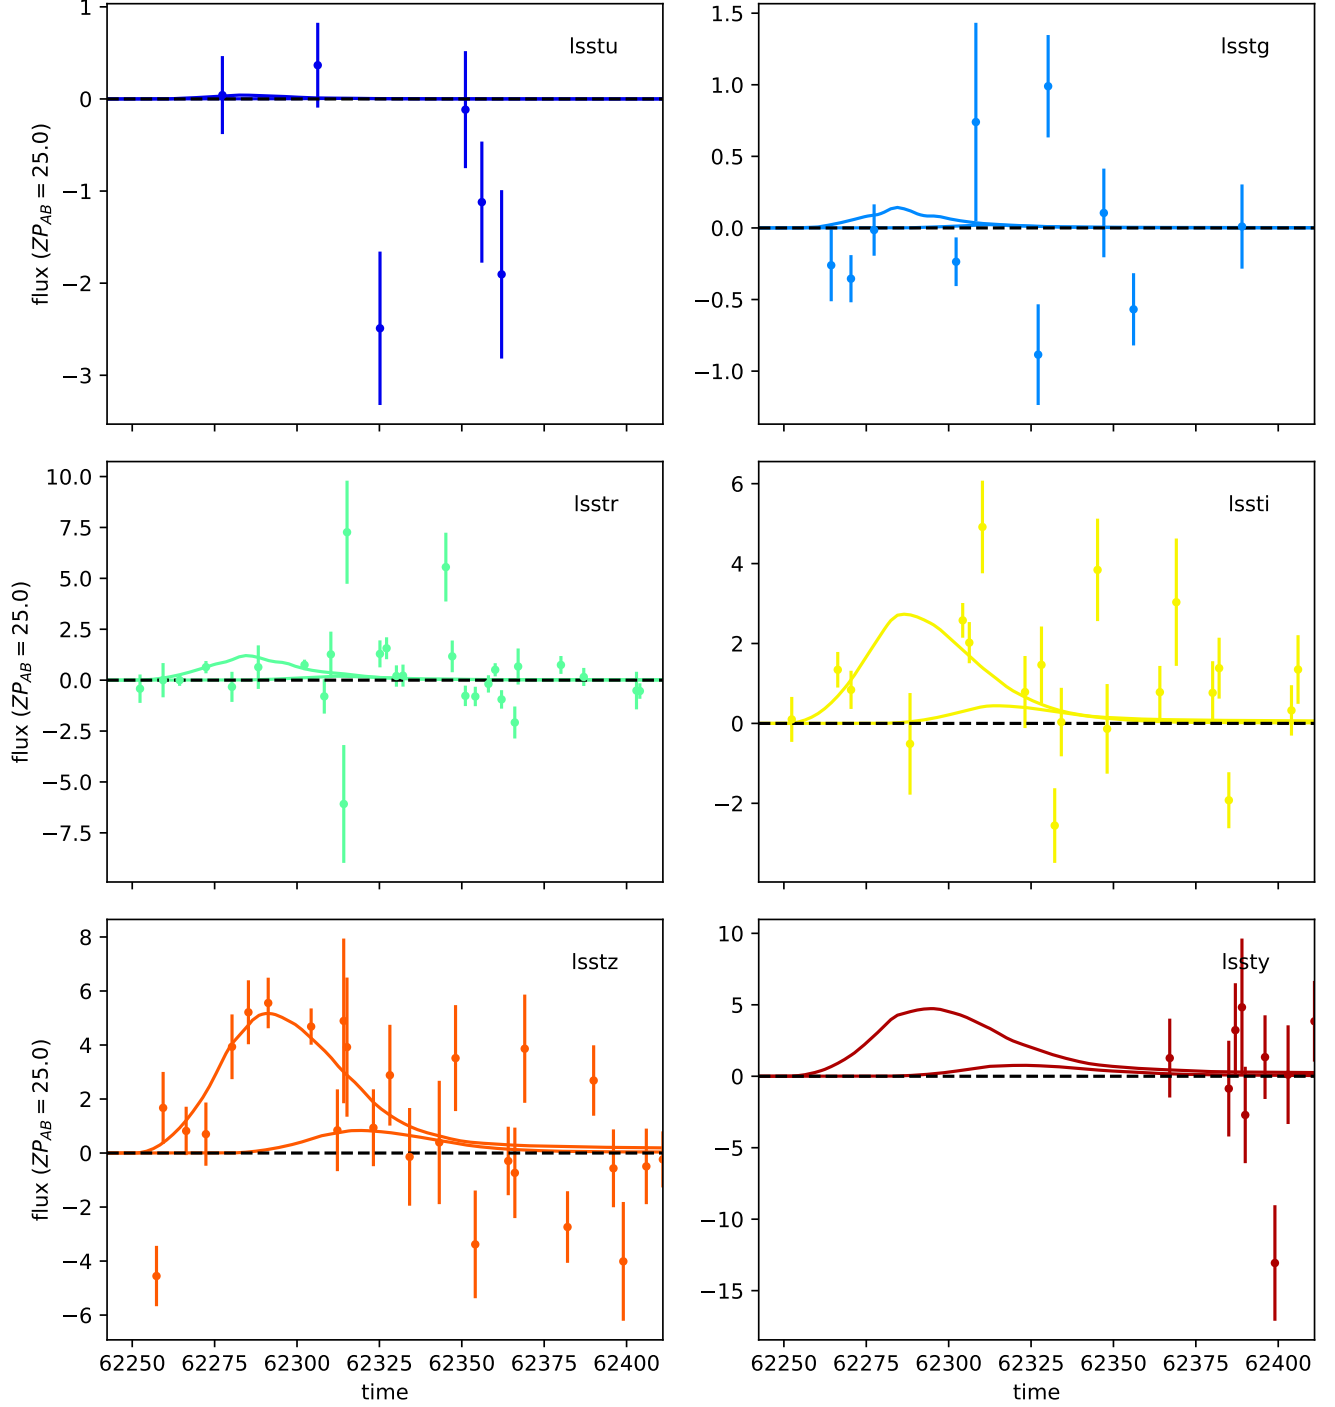 1
0
−1
−2
−3
flux (ZP_AB = 25.0)
lsstu
1.5
1.0
0.5
0.0
−0.5
−1.0
lsstg
10.0
7.5
5.0
2.5
0.0
−2.5
−5.0
−7.5
flux (ZP_AB = 25.0)
lsstr
6
4
2
0
−2
lssti
8
6
4
2
0
−2
−4
−6
flux (ZP_AB = 25.0)
lsstz
62250 62275 62300 62325 62350 62375 62400
time
10
5
0
−5
−10
−15
lssty
62250 62275 62300 62325 62350 62375 62400
time